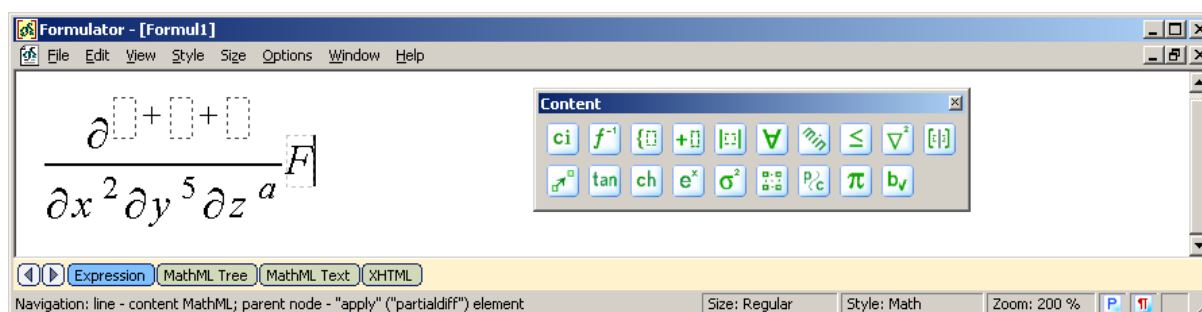 Formulator - [Formul1]
File Edit View Style Size Options Window Help
∂ + +
∂x 2 ∂y 5 ∂z a F
Content
ci f -1 {▯ +▯ |▯| ∀ ≤ ∇2 [▯|▯]
tan ch ex σ2 P/C π b√
Expression MathML Tree MathML Text XHTML
Navigation: line - content MathML; parent node - "apply" ("partialdiff") element Size: Regular Style: Math Zoom: 200 % P ¶